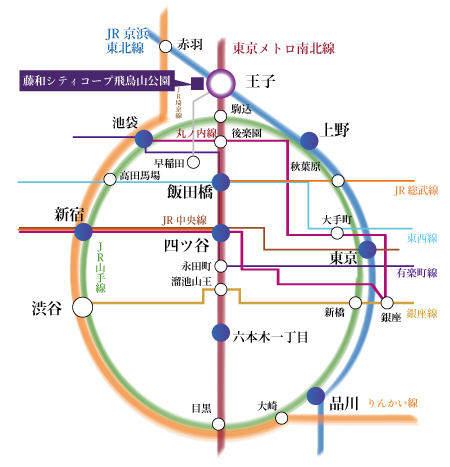 JR 京浜
東北線
赤羽
東京メトロ南北線
藤和シティコープ飛鳥山公園
王子
JR埼京線
駒込
池袋
丸ノ内線
後楽園
上野
早稲田
秋葉原
高田馬場
飯田橋
JR 総武線
新宿
JR 中央線
大手町
四ツ谷
東西線
JR山手線
東京
永田町
有楽町線
溜池山王
渋谷
新橋
銀座
銀座線
六本木一丁目
品川
目黒
大崎
りんかい線